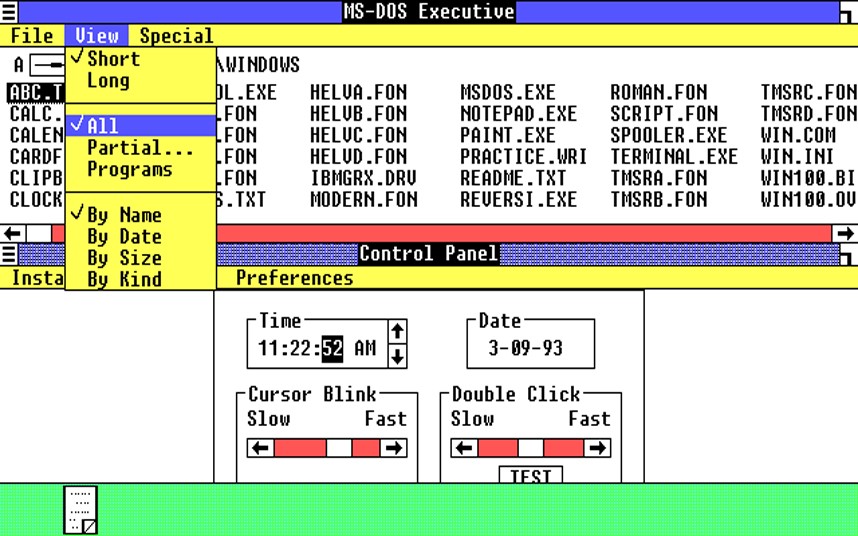 MS-DOS Executive
File View Special
A \WINDOWS
Short
Long
All
Partial...
Programs
By Name
By Date
By Size
By Kind
ABC.T OL.EXE HELVA.FON MSDOS.EXE ROMAN.FON TMSRC.FON
CALC. .FON HELVB.FON NOTEPAD.EXE SCRIPT.FON TMSRD.FON
CALEN .FON HELVC.FON PAINT.EXE SPOOLER.EXE WIN.COM
CARDF .FON HELVD.FON PRACTICE.WRI TERMINAL.EXE WIN.INI
CLIPB .FON IBMGRX.DRV README.TXT TMSRA.FON WIN100.BI
CLOCK S.TXT MODERN.FON REVERSI.EXE TMSRB.FON WIN100.OV
Control Panel
Insta Preferences
Time Date
11:22:52 AM 3-09-93
Cursor Blink Double Click
Slow Fast Slow Fast
TEST